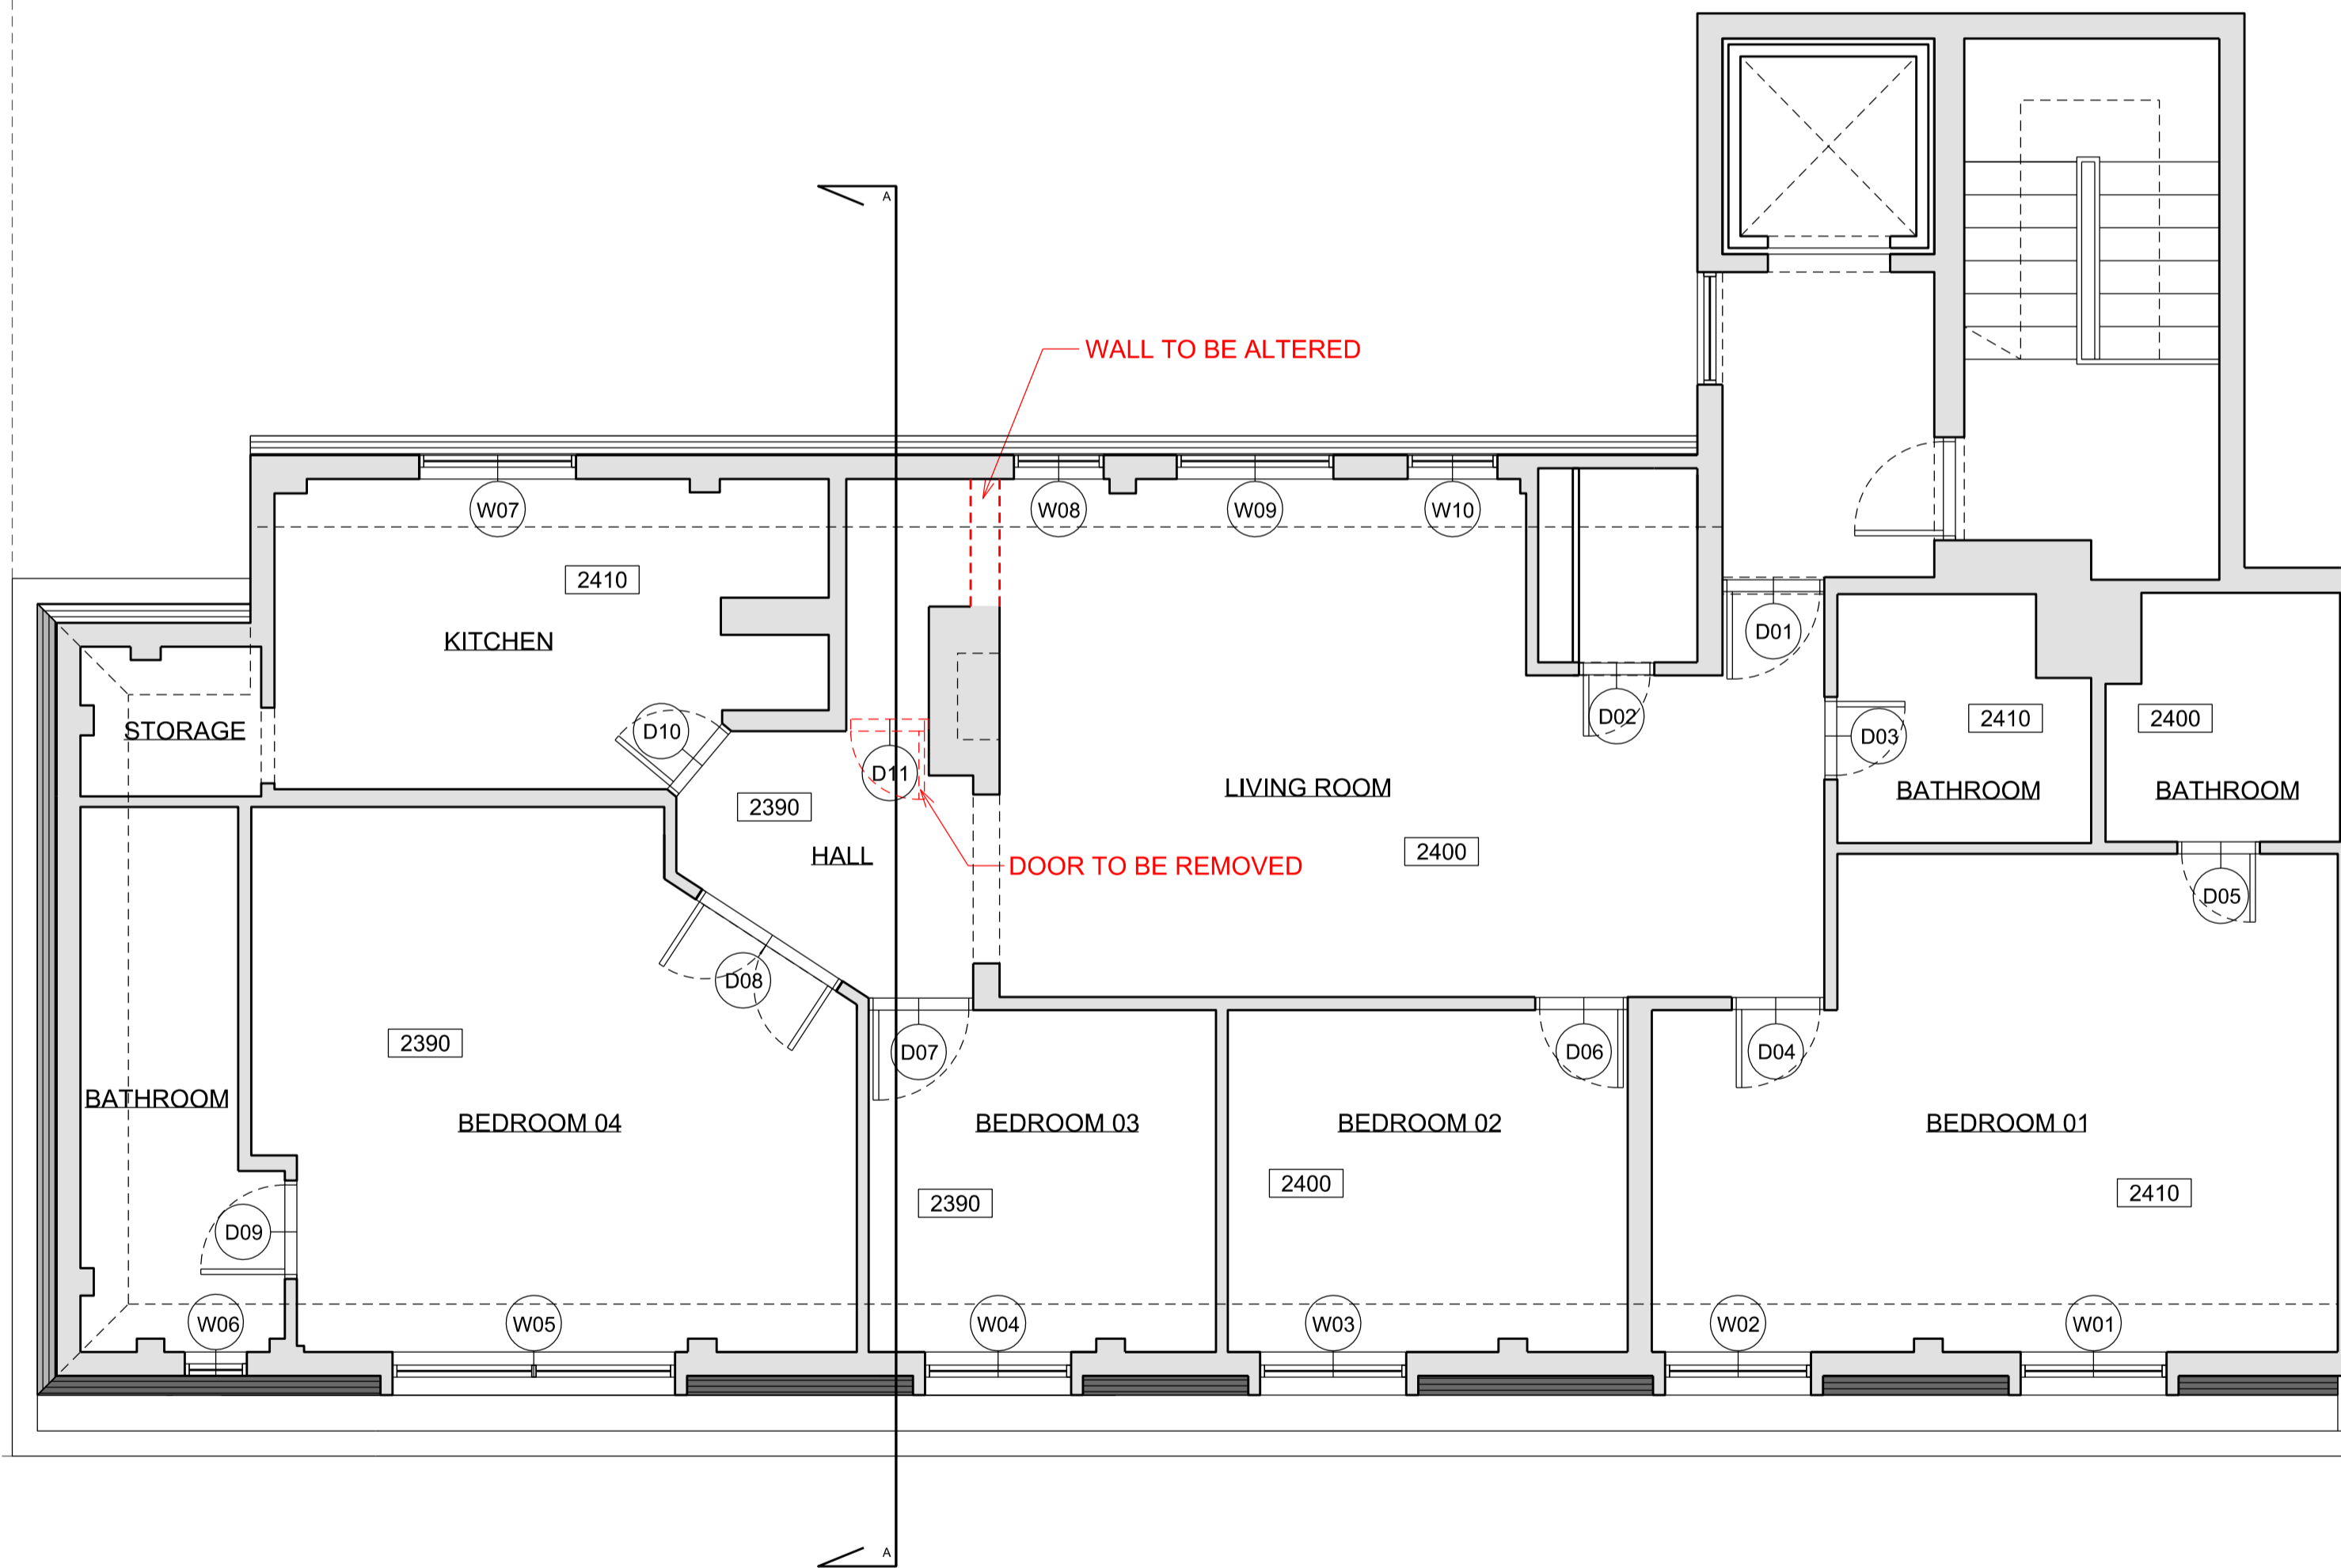 A
WALL TO BE ALTERED
W07
W08
W09
W10
2410
KITCHEN
D01
STORAGE
D10
D02
2410
2400
D03
D11
LIVING ROOM
BATHROOM
BATHROOM
2390
HALL
2400
DOOR TO BE REMOVED
D05
D08
2390
D07
D06
D04
BATHROOM
BEDROOM 04
BEDROOM 03
BEDROOM 02
BEDROOM 01
2400
2390
2410
D09
W06
W05
W04
W03
W02
W01
A